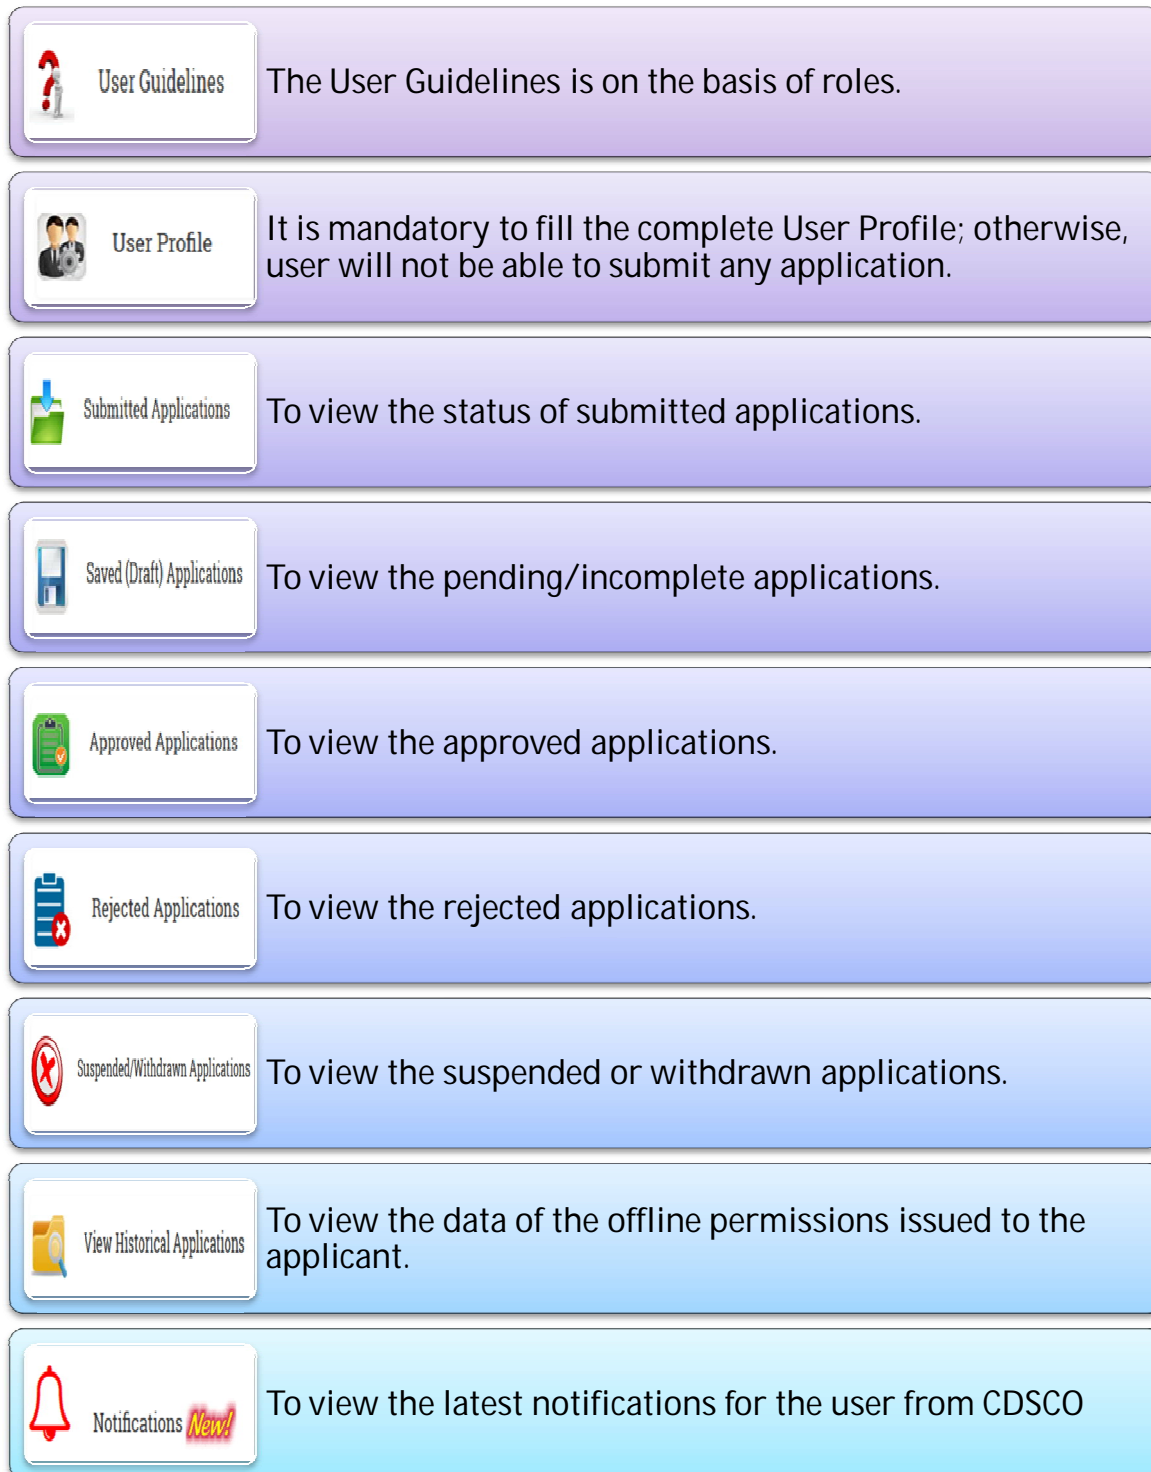 User Guidelines
The User Guidelines is on the basis of roles.
User Profile
It is mandatory to fill the complete User Profile; otherwise,
user will not be able to submit any application.
Submitted Applications
To view the status of submitted applications.
Saved (Draft) Applications
To view the pending/incomplete applications.
Approved Applications
To view the approved applications.
Rejected Applications
To view the rejected applications.
Suspended/Withdrawn Applications
To view the suspended or withdrawn applications.
View Historical Applications
To view the data of the offline permissions issued to the
applicant.
Notifications New!
To view the latest notifications for the user from CDSCO